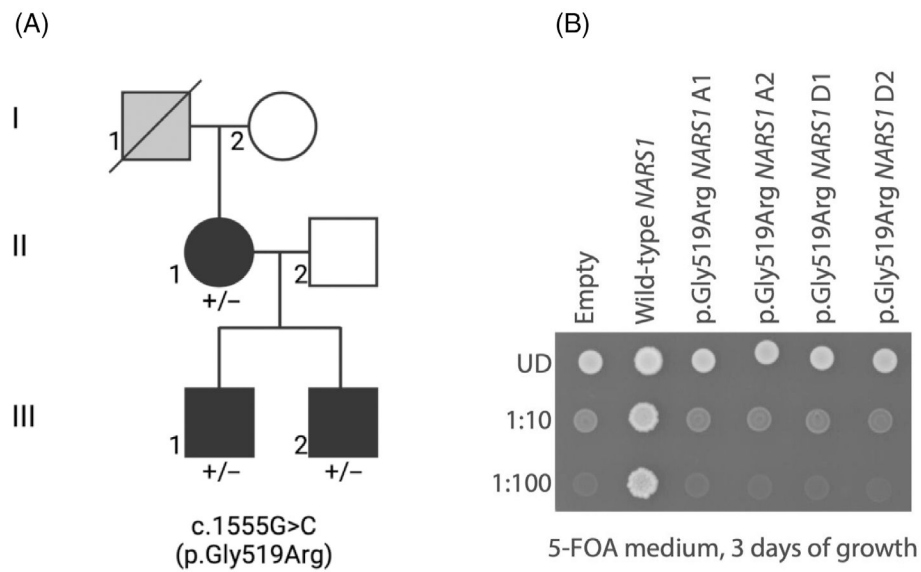 (A)
I
1
2
II
1
2
+/−
III
1
2
+/−
+/−
c.1555G>C
(p.Gly519Arg)
(B)
Empty
Wild-type NARS1
p.Gly519Arg NARS1 A1
p.Gly519Arg NARS1 A2
p.Gly519Arg NARS1 D1
p.Gly519Arg NARS1 D2
UD
1:10
1:100
5-FOA medium, 3 days of growth